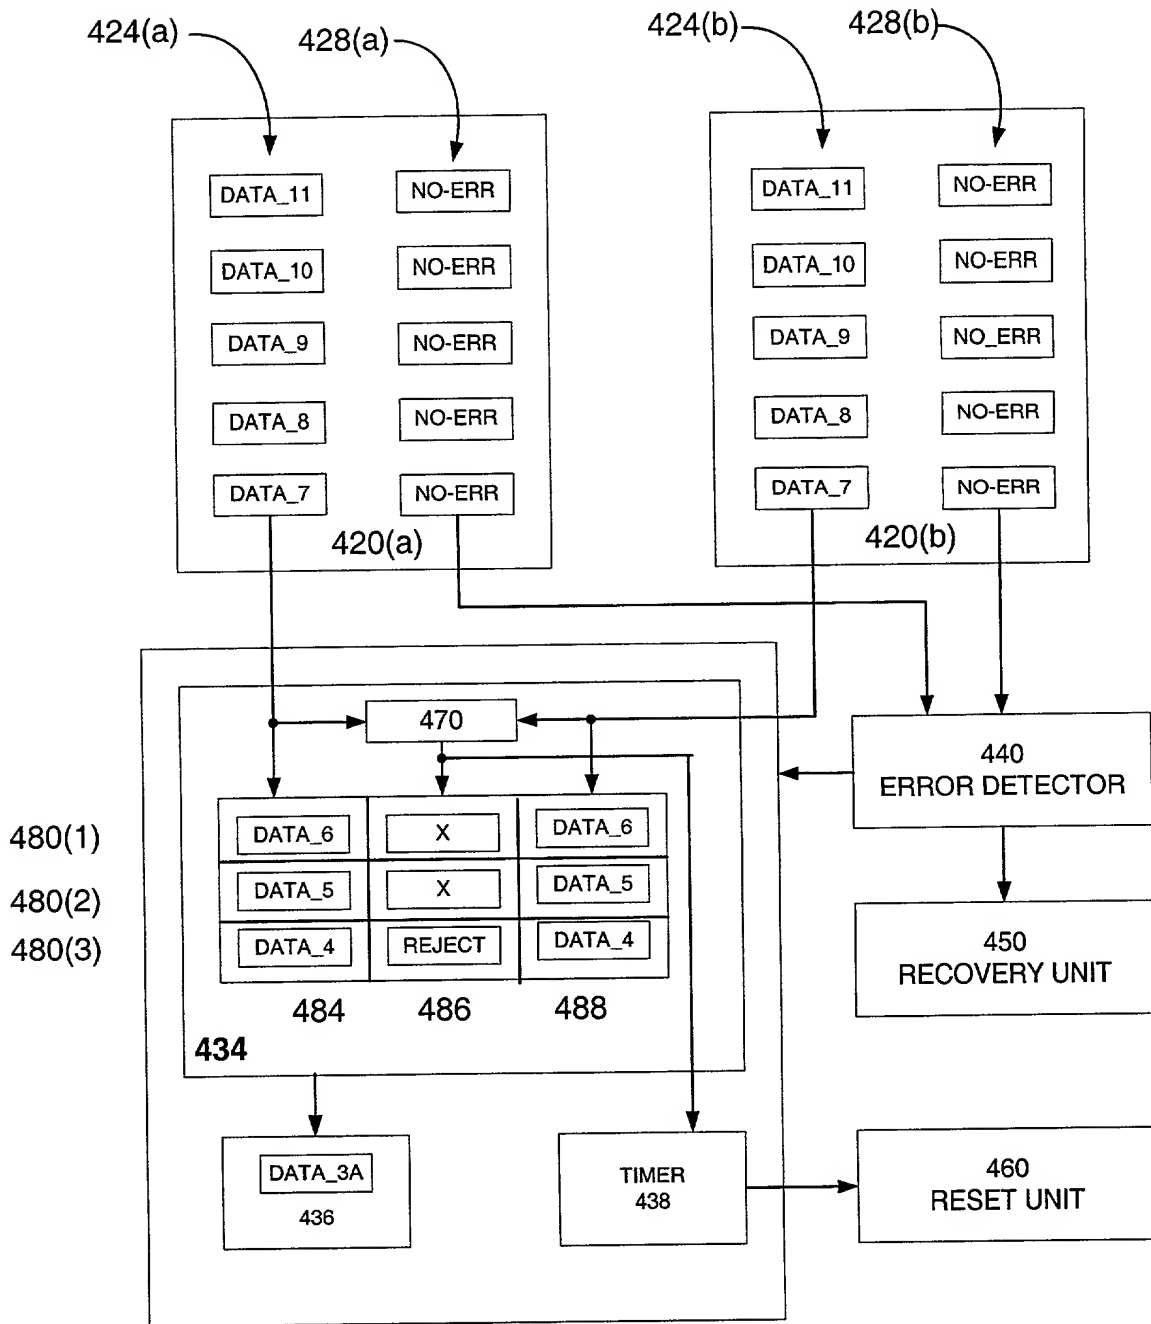 424(a)
428(a)
424(b)
428(b)
DATA_11
NO-ERR
DATA_11
NO-ERR
DATA_10
NO-ERR
DATA_10
NO-ERR
DATA_9
NO-ERR
DATA_9
NO_ERR
DATA_8
NO-ERR
DATA_8
NO-ERR
DATA_7
NO-ERR
DATA_7
NO-ERR
420(a)
420(b)
470
440
ERROR DETECTOR
480(1)
DATA_6
X
DATA_6
480(2)
DATA_5
X
DATA_5
480(3)
DATA_4
REJECT
DATA_4
450
RECOVERY UNIT
484
486
488
434
DATA_3A
436
TIMER
438
460
RESET UNIT